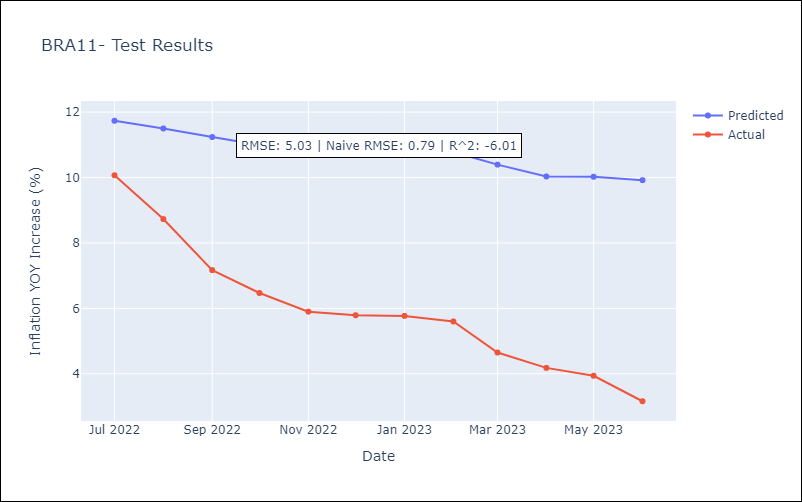 BRA11- Test Results
Predicted
Actual
RMSE: 5.03 | Naive RMSE: 0.79 | R^2: -6.01
Inflation YOY Increase (%)
12
10
8
6
4
Jul 2022
Sep 2022
Nov 2022
Jan 2023
Mar 2023
May 2023
Date